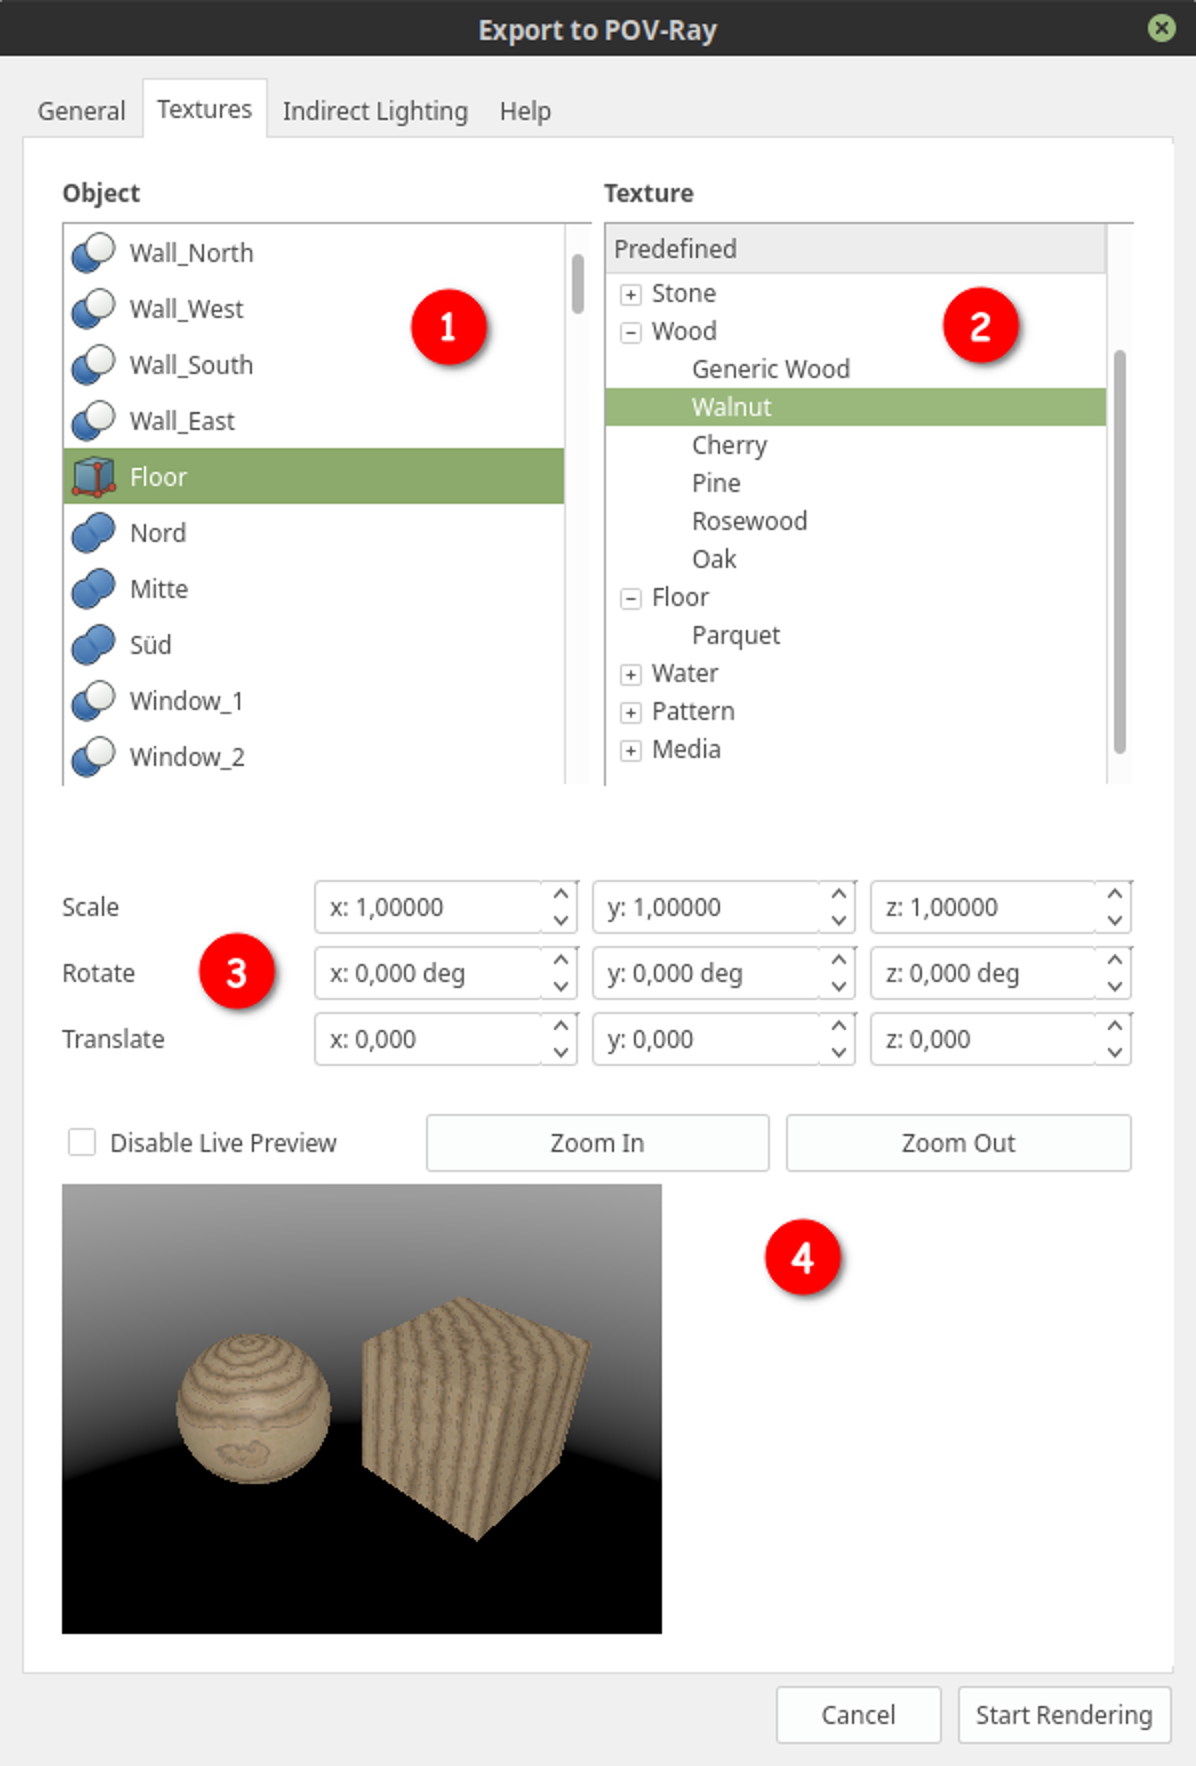 Export to POV-Ray
General Textures Indirect Lighting Help
Object
Wall_North
Wall_West
Wall_South
Wall_East
Floor
Nord
Mitte
Süd
Window_1
Window_2
1
Texture
Predefined
Stone
Wood
Generic Wood
Walnut
Cherry
Pine
Rosewood
Oak
Floor
Parquet
Water
Pattern
Media
2
Scale x: 1,00000 y: 1,00000 z: 1,00000
Rotate 3 x: 0,000 deg y: 0,000 deg z: 0,000 deg
Translate x: 0,000 y: 0,000 z: 0,000
Disable Live Preview Zoom In Zoom Out
4
Cancel Start Rendering